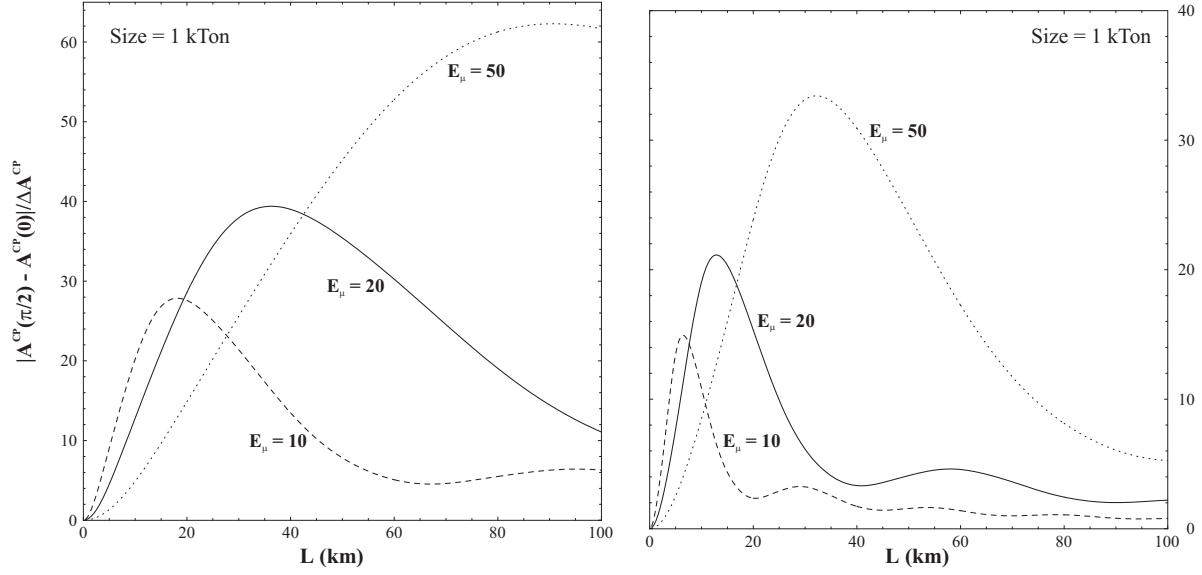 Size = 1 kTon
E_μ = 50
E_μ = 20
E_μ = 10
|A^CP(π/2) - A^CP(0)|/ΔA^CP
60
50
40
30
20
10
0
0 20 40 60 80 100
L (km)
Size = 1 kTon
E_μ = 50
E_μ = 20
E_μ = 10
40
30
20
10
0
0 20 40 60 80 100
L (km)